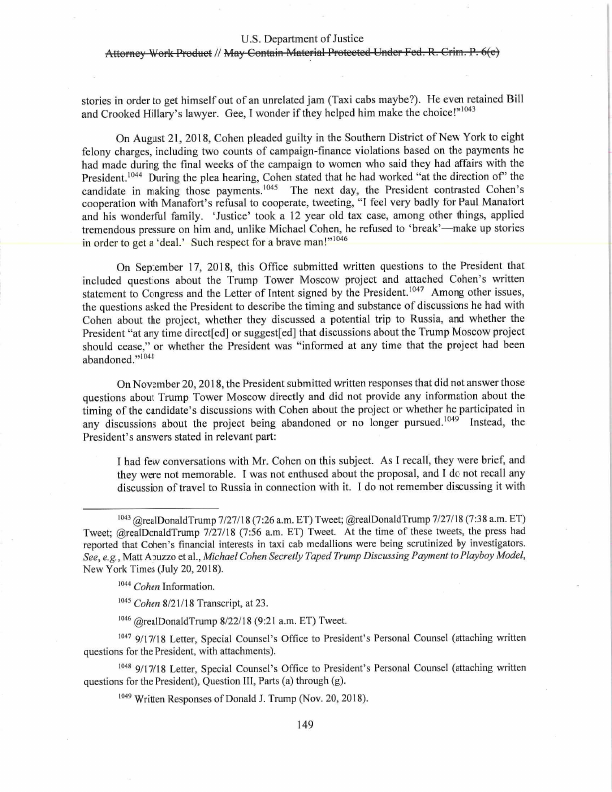 U.S. Department of Justice
Attorney Work Product // May Contain Material Protected Under Fed. R. Crim. P. 6(e)
stories in order to get himself out of an unrelated jam (Taxi cabs maybe?). He even retained Bill
and Crooked Hillary's lawyer. Gee, I wonder if they helped him make the choice!"1043
On August 21, 2018, Cohen pleaded guilty in the Southern District of New York to eight
felony charges, including two counts of campaign-finance violations based on the payments he
had made during the final weeks of the campaign to women who said they had affairs with the
President.1044 During the plea hearing, Cohen stated that he had worked "at the direction of" the
candidate in making those payments.1045 The next day, the President contrasted Cohen's
cooperation with Manafort's refusal to cooperate, tweeting, "I feel very badly for Paul Manafort
and his wonderful family. 'Justice' took a 12 year old tax case, among other things, applied
tremendous pressure on him and, unlike Michael Cohen, he refused to 'break'—make up stories
in order to get a 'deal.' Such respect for a brave man!"1046
On September 17, 2018, this Office submitted written questions to the President that
included questions about the Trump Tower Moscow project and attached Cohen's written
statement to Congress and the Letter of Intent signed by the President.1047 Among other issues,
the questions asked the President to describe the timing and substance of discussions he had with
Cohen about the project, whether they discussed a potential trip to Russia, and whether the
President "at any time direct[ed] or suggest[ed] that discussions about the Trump Moscow project
should cease," or whether the President was "informed at any time that the project had been
abandoned."1041
On November 20, 2018, the President submitted written responses that did not answer those
questions about Trump Tower Moscow directly and did not provide any information about the
timing of the candidate's discussions with Cohen about the project or whether he participated in
any discussions about the project being abandoned or no longer pursued.1049 Instead, the
President's answers stated in relevant part:
I had few conversations with Mr. Cohen on this subject. As I recall, they were brief, and
they were not memorable. I was not enthused about the proposal, and I do not recall any
discussion of travel to Russia in connection with it. I do not remember discussing it with
1043 @realDonaldTrump 7/27/18 (7:26 a.m. ET) Tweet; @realDonaldTrump 7/27/18 (7:38 a.m. ET)
Tweet; @realDonaldTrump 7/27/18 (7:56 a.m. ET) Tweet. At the time of these tweets, the press had
reported that Cohen's financial interests in taxi cab medallions were being scrutinized by investigators.
See, e.g., Matt Apuzzo et al., Michael Cohen Secretly Taped Trump Discussing Payment to Playboy Model,
New York Times (July 20, 2018).
1044 Cohen Information.
1045 Cohen 8/21/18 Transcript, at 23.
1046 @realDonaldTrump 8/22/18 (9:21 a.m. ET) Tweet.
1047 9/17/18 Letter, Special Counsel's Office to President's Personal Counsel (attaching written
questions for the President, with attachments).
1048 9/17/18 Letter, Special Counsel's Office to President's Personal Counsel (attaching written
questions for the President), Question III, Parts (a) through (g).
1049 Written Responses of Donald J. Trump (Nov. 20, 2018).
149